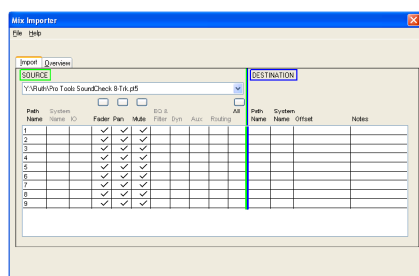 Mix Importer
File Help
Import Overview
SOURCE DESTINATION
Y:\Ruth\Pro Tools SoundCheck 8-Trk.pt5
Path System EQ & All Path System
Name Name IO Fader Pan Mute Filter Dyn Aux Routing Name Name Offset Notes
1
2
3
4
5
6
7
8
9